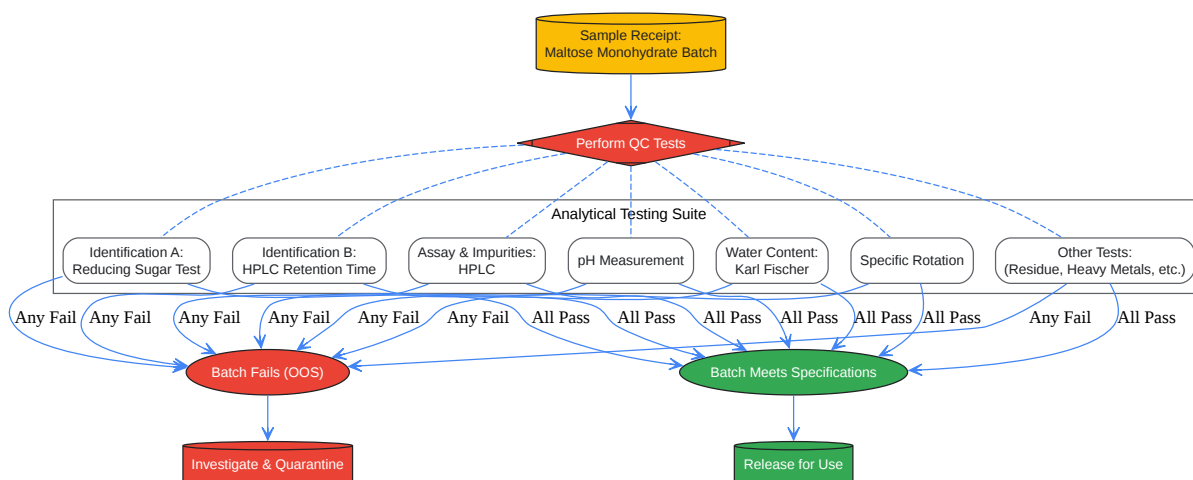 Sample Receipt:
Maltose Monohydrate Batch
Perform QC Tests
Analytical Testing Suite
Identification A:
Reducing Sugar Test
Identification B:
HPLC Retention Time
Assay & Impurities:
HPLC
pH Measurement
Water Content:
Karl Fischer
Specific Rotation
Other Tests:
(Residue, Heavy Metals, etc.)
Any Fail
Any Fail
Any Fail
Any Fail
Any Fail
Any Fail
All Pass
All Pass
All Pass
All Pass
All Pass
All Pass
Any Fail
All Pass
Batch Fails (OOS)
Batch Meets Specifications
Investigate & Quarantine
Release for Use